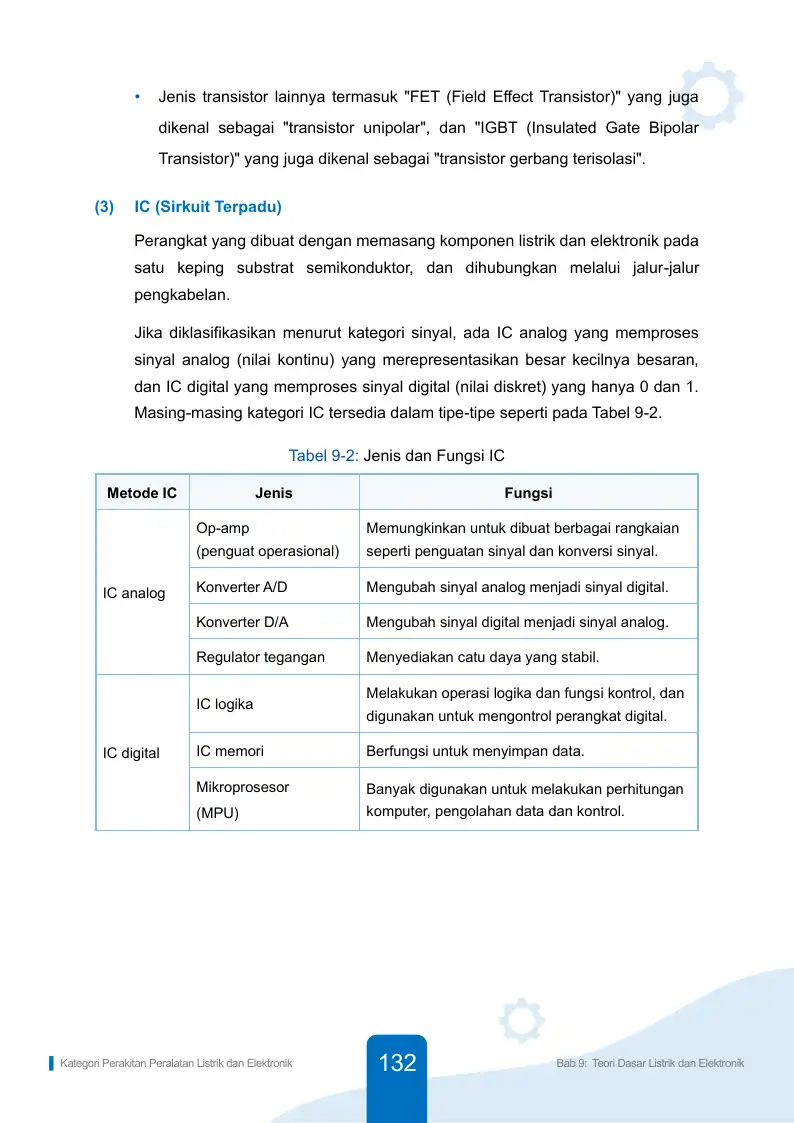 • Jenis transistor lainnya termasuk "FET (Field Effect Transistor)" yang juga
dikenal sebagai "transistor unipolar", dan "IGBT (Insulated Gate Bipolar
Transistor)" yang juga dikenal sebagai "transistor gerbang terisolasi".
(3) IC (Sirkuit Terpadu)
Perangkat yang dibuat dengan memasang komponen listrik dan elektronik pada
satu keping substrat semikonduktor, dan dihubungkan melalui jalur-jalur
pengkabelan.
Jika diklasifikasikan menurut kategori sinyal, ada IC analog yang memproses
sinyal analog (nilai kontinu) yang merepresentasikan besar kecilnya besaran,
dan IC digital yang memproses sinyal digital (nilai diskret) yang hanya 0 dan 1.
Masing-masing kategori IC tersedia dalam tipe-tipe seperti pada Tabel 9-2.
Tabel 9-2: Jenis dan Fungsi IC
Metode IC Jenis Fungsi
IC analog
Op-amp
(penguat operasional)
Memungkinkan untuk dibuat berbagai rangkaian
seperti penguatan sinyal dan konversi sinyal.
Konverter A/D Mengubah sinyal analog menjadi sinyal digital.
Konverter D/A Mengubah sinyal digital menjadi sinyal analog.
Regulator tegangan Menyediakan catu daya yang stabil.
IC digital
IC logika
Melakukan operasi logika dan fungsi kontrol, dan
digunakan untuk mengontrol perangkat digital.
IC memori Berfungsi untuk menyimpan data.
Mikroprosesor
(MPU)
Banyak digunakan untuk melakukan perhitungan
komputer, pengolahan data dan kontrol.
Kategori Perakitan Peralatan Listrik dan Elektronik 132 Bab 9: Teori Dasar Listrik dan Elektronik